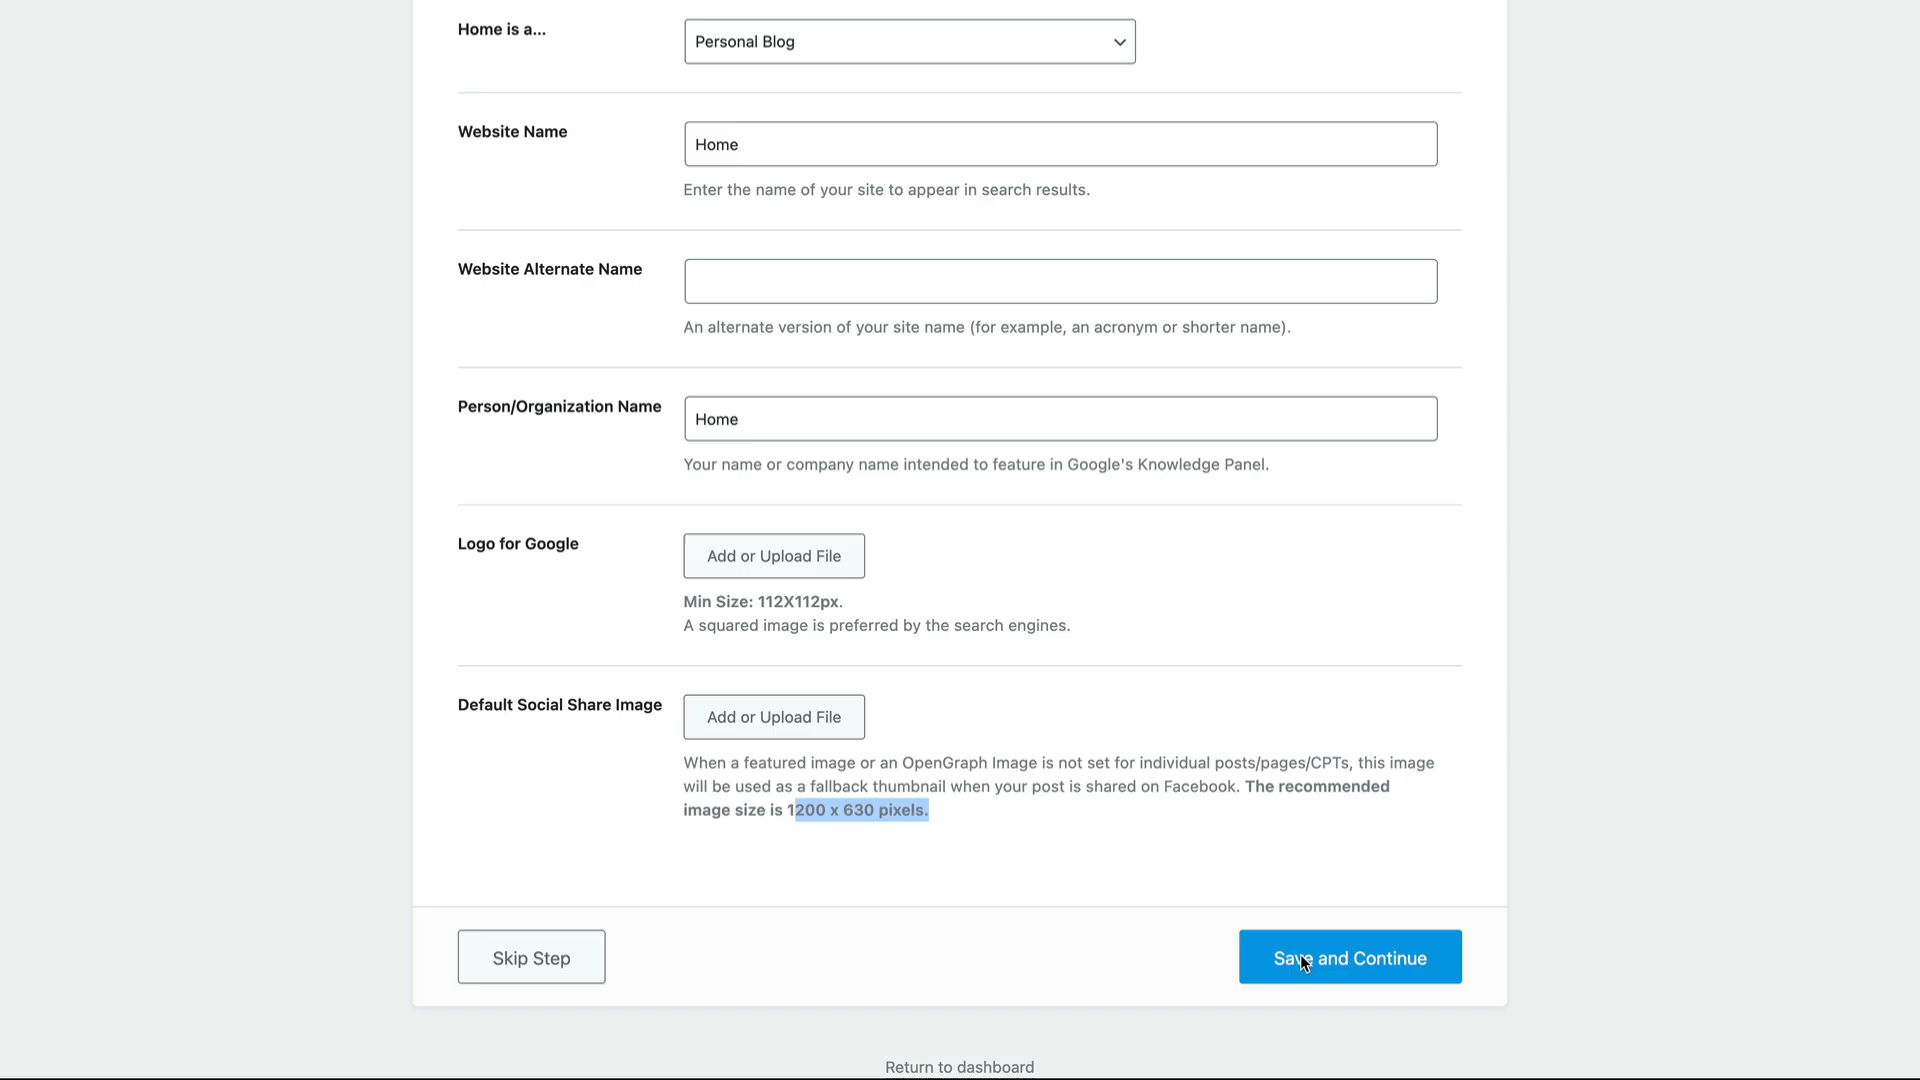 Home is a...
Personal Blog
Website Name
Home
Enter the name of your site to appear in search results.
Website Alternate Name
An alternate version of your site name (for example, an acronym or shorter name).
Person/Organization Name
Home
Your name or company name intended to feature in Google's Knowledge Panel.
Logo for Google
Add or Upload File
Min Size: 112X112px.
A squared image is preferred by the search engines.
Default Social Share Image
Add or Upload File
When a featured image or an OpenGraph Image is not set for individual posts/pages/CPTs, this image
will be used as a fallback thumbnail when your post is shared on Facebook. The recommended
image size is 1200 x 630 pixels.
Skip Step
Save and Continue
Return to dashboard